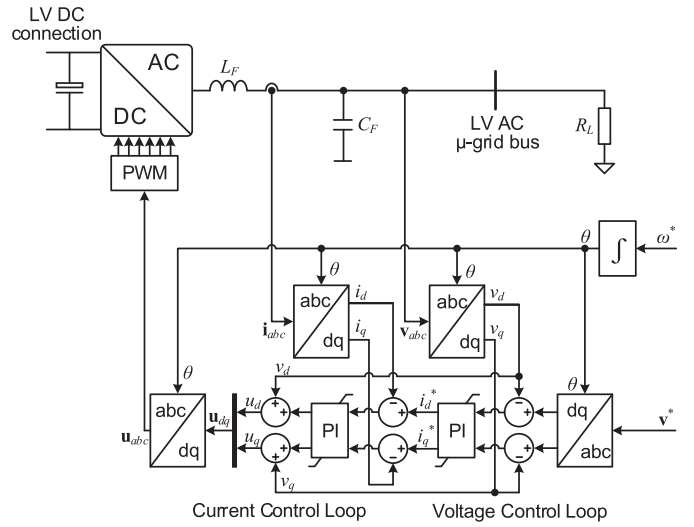 LV DC
connection
AC
DC
L_F
C_F
LV AC
μ-grid bus
R_L
PWM
θ
∫
ω*
θ
θ
abc
dq
i_d
i_q
i_abc
abc
dq
v_d
v_q
v_abc
v_d
θ
θ
abc
dq
u_abc
u_dq
u_d
u_q
+
+
+
+
PI
−
+
−
+
i_d*
i_q*
PI
−
+
−
+
dq
abc
v*
v_q
Current Control Loop
Voltage Control Loop